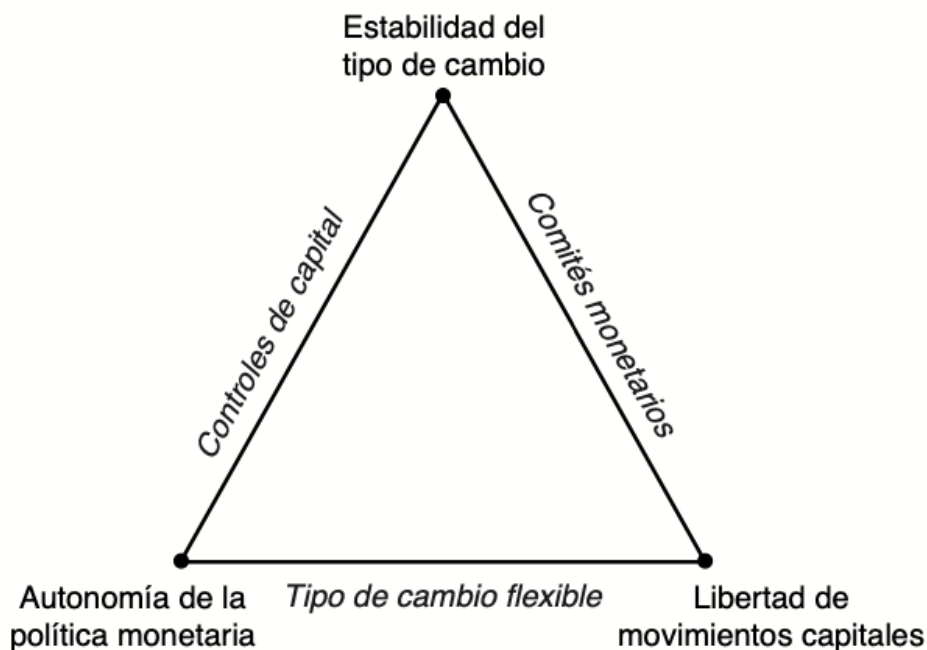 Estabilidad del
tipo de cambio
Controles de capital
Comités monetarios
Autonomía de la
política monetaria
Tipo de cambio flexible
Libertad de
movimientos capitales